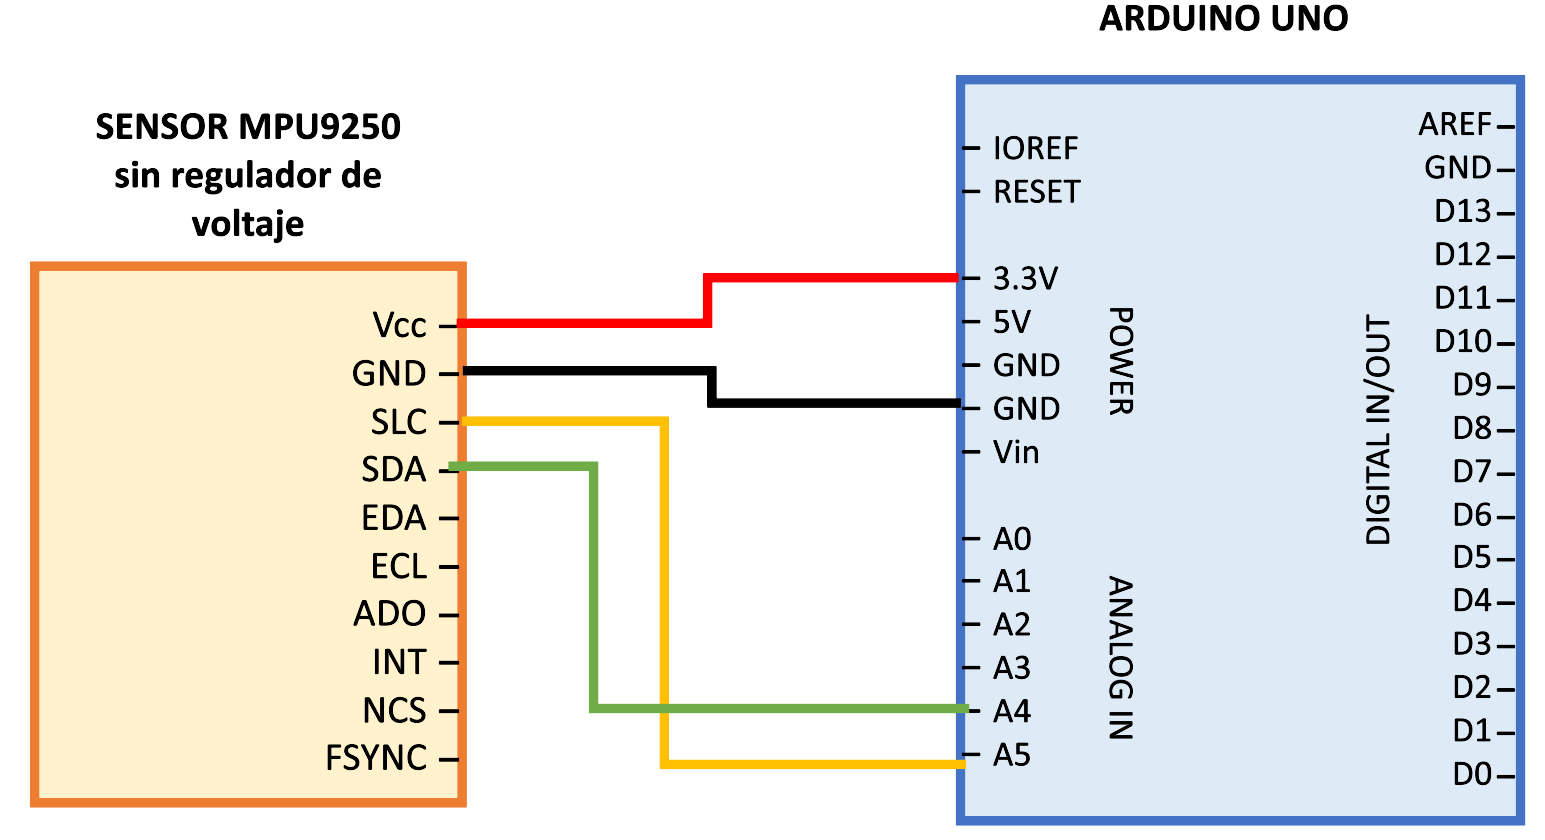 ARDUINO UNO
SENSOR MPU9250
sin regulador de
voltaje
Vcc
GND
SLC
SDA
EDA
ECL
ADO
INT
NCS
FSYNC
IOREF
RESET
3.3V
5V
GND
GND
Vin
POWER
A0
A1
A2
A3
A4
A5
ANALOG IN
DIGITAL IN/OUT
AREF
GND
D13
D12
D11
D10
D9
D8
D7
D6
D5
D4
D3
D2
D1
D0